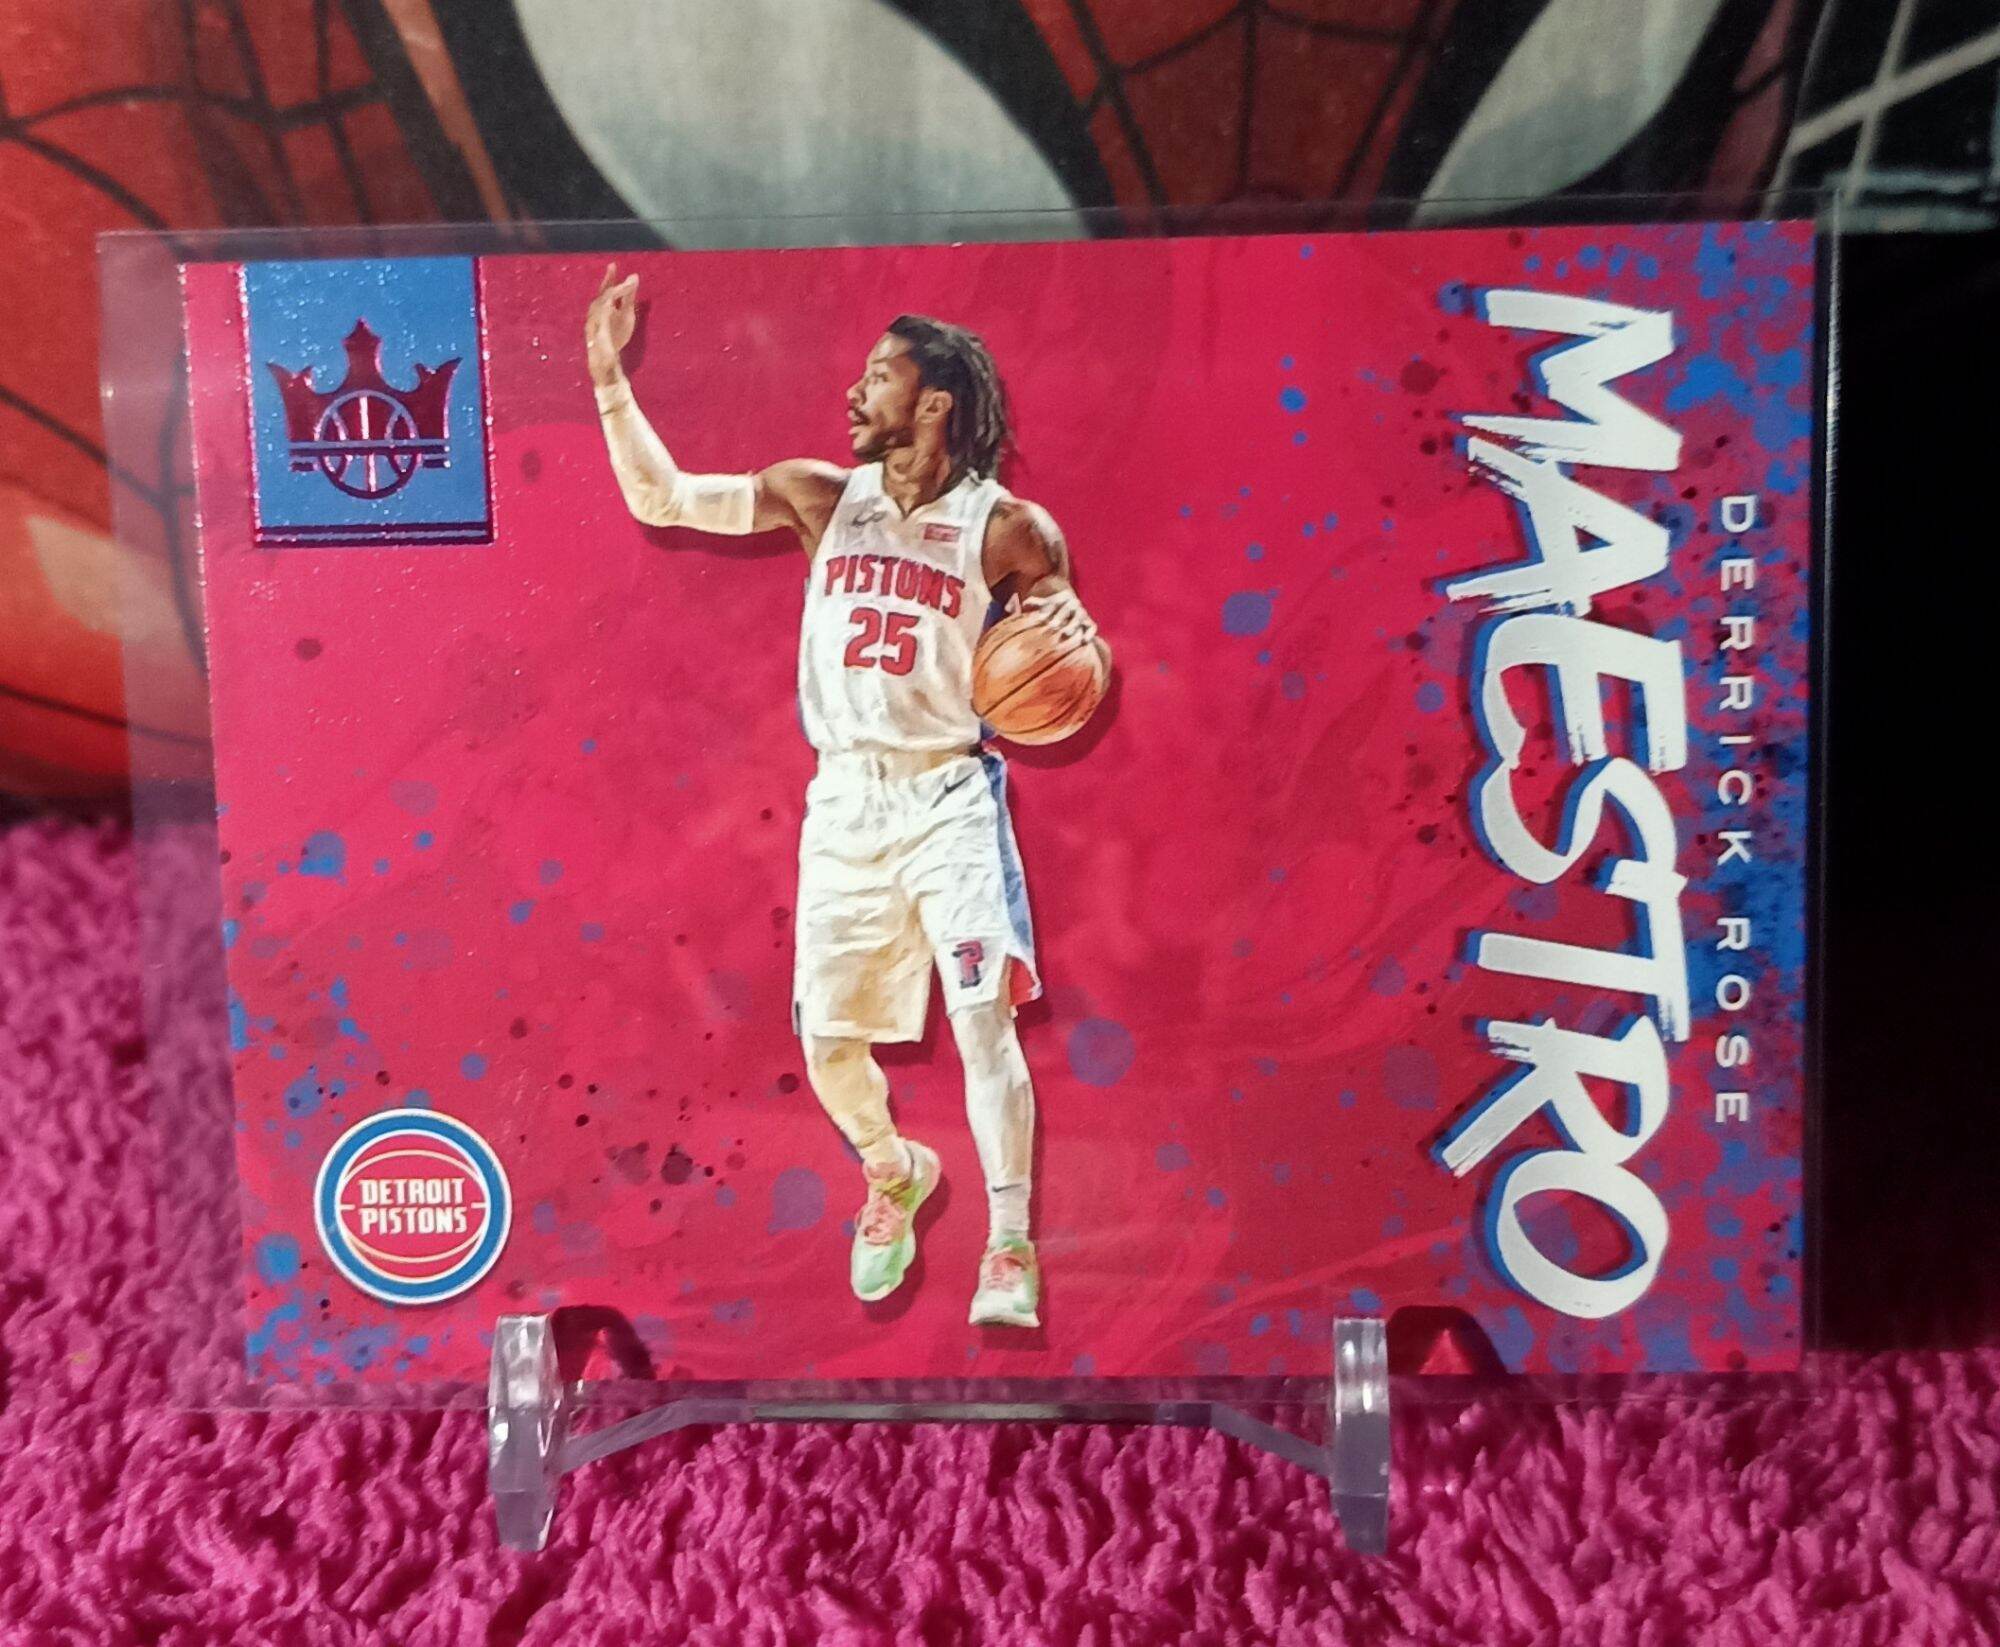 PISTONS
25
DETROIT
PISTONS
MAESTRO
DERRICK ROSE